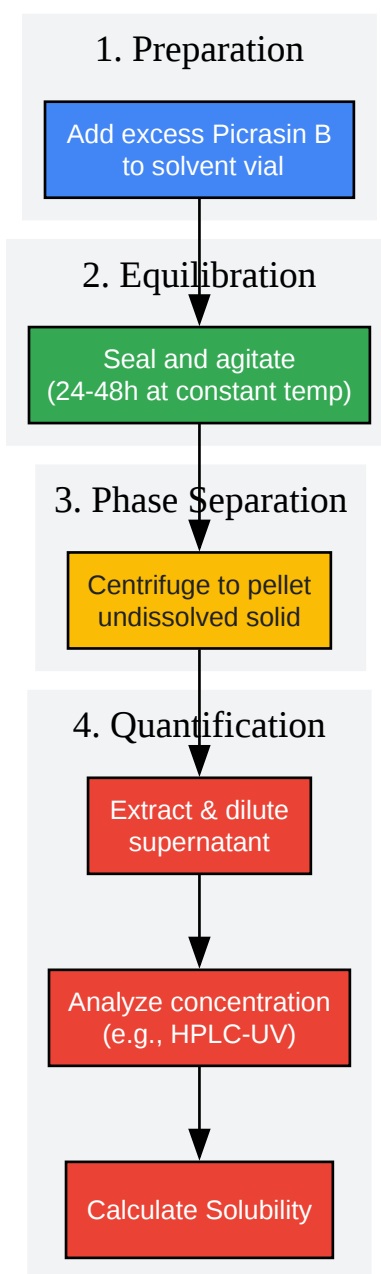 1. Preparation
Add excess Picrasin B
to solvent vial
2. Equilibration
Seal and agitate
(24-48h at constant temp)
3. Phase Separation
Centrifuge to pellet
undissolved solid
4. Quantification
Extract & dilute
supernatant
Analyze concentration
(e.g., HPLC-UV)
Calculate Solubility